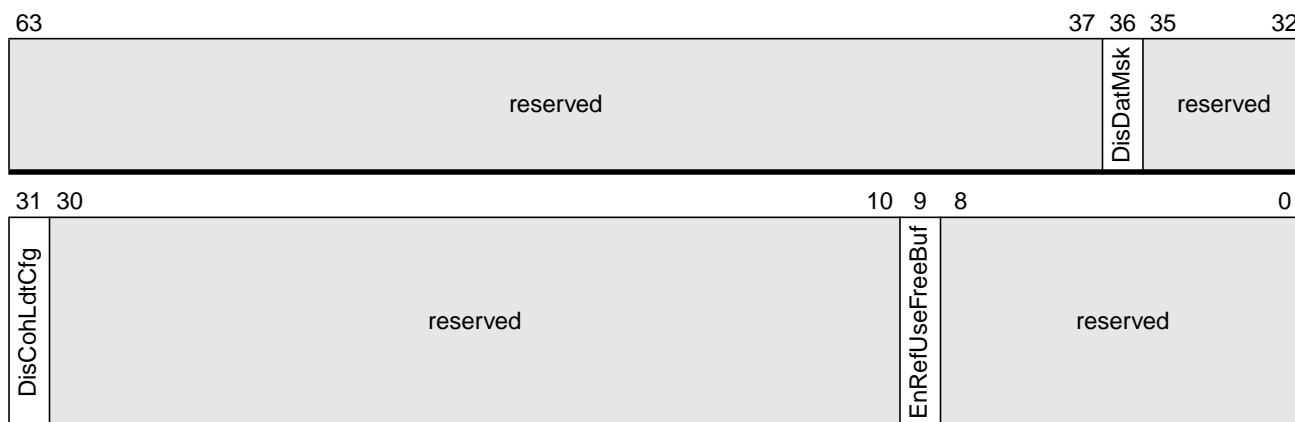 63 37 36 35 32
reserved
DisDatMsk
reserved
31 30 10 9 8 0
DisCohLdtCfg
reserved
EnRefUseFreeBuf
reserved